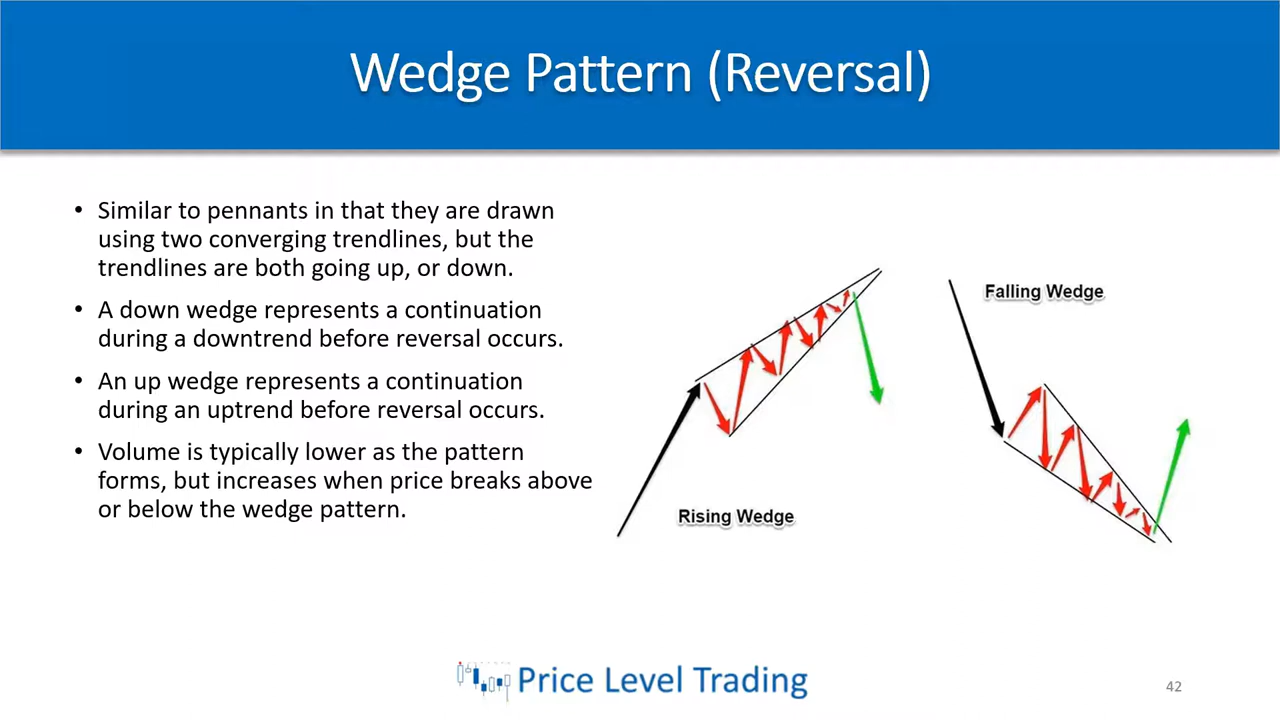 Wedge Pattern (Reversal)
• Similar to pennants in that they are drawn
using two converging trendlines, but the
trendlines are both going up, or down.
• A down wedge represents a continuation
during a downtrend before reversal occurs.
• An up wedge represents a continuation
during an uptrend before reversal occurs.
• Volume is typically lower as the pattern
forms, but increases when price breaks above
or below the wedge pattern.
Rising Wedge
Falling Wedge
Price Level Trading
42